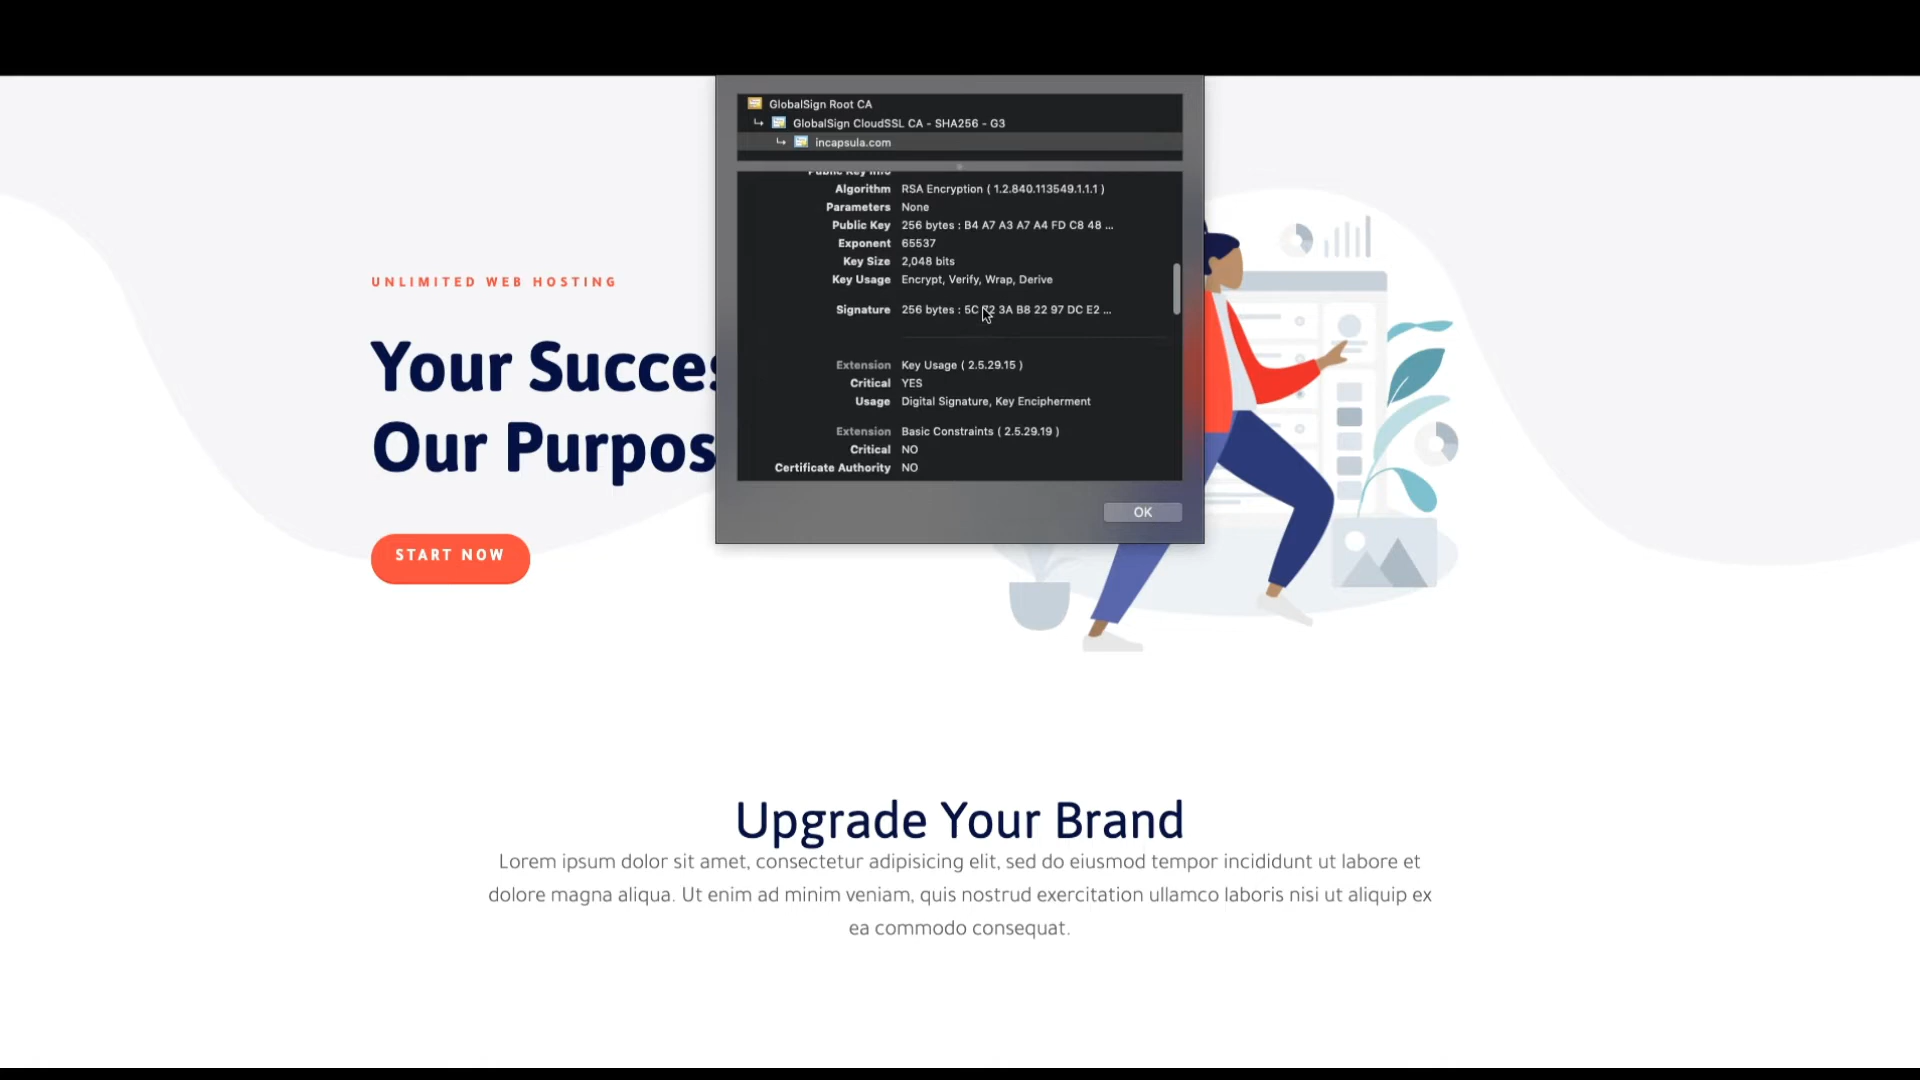 GlobalSign Root CA
GlobalSign CloudSSL CA - SHA256 - G3
incapsula.com
Public Key Info
Algorithm RSA Encryption ( 1.2.840.113549.1.1.1 )
Parameters None
Public Key 256 bytes : B4 A7 A3 A7 A4 FD C8 48 ...
Exponent 65537
Key Size 2,048 bits
Key Usage Encrypt, Verify, Wrap, Derive
Signature 256 bytes : 5C 3A B8 22 97 DC E2 ...
Extension Key Usage ( 2.5.29.15 )
Critical YES
Usage Digital Signature, Key Encipherment
Extension Basic Constraints ( 2.5.29.19 )
Critical NO
Certificate Authority NO
OK
UNLIMITED WEB HOSTING
Your Succes
Our Purpos
START NOW
Upgrade Your Brand
Lorem ipsum dolor sit amet, consectetur adipisicing elit, sed do eiusmod tempor incididunt ut labore et
dolore magna aliqua. Ut enim ad minim veniam, quis nostrud exercitation ullamco laboris nisi ut aliquip ex
ea commodo consequat.